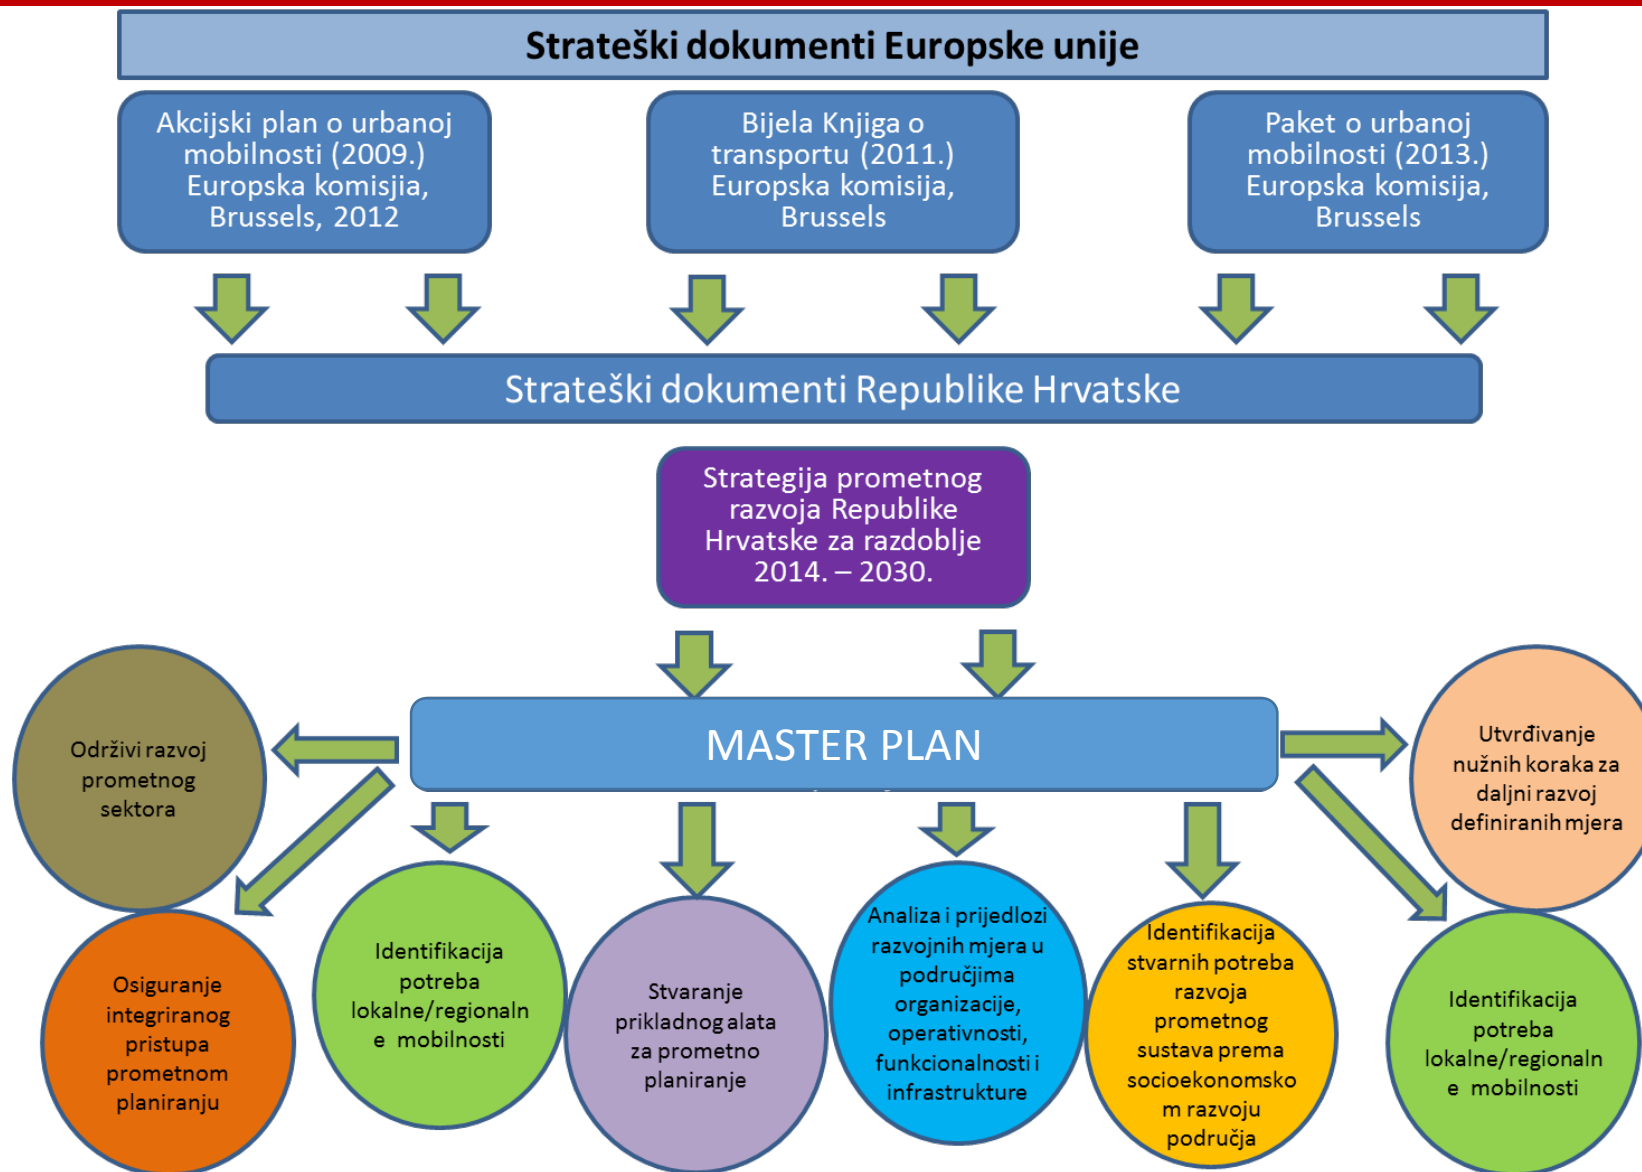 Strateški dokumenti Europske unije
Akcijski plan o urbanoj
mobilnosti (2009.)
Europska komisjia,
Brussels, 2012
Bijela Knjiga o
transportu (2011.)
Europska komisija,
Brussels
Paket o urbanoj
mobilnosti (2013.)
Europska komisija,
Brussels
Strateški dokumenti Republike Hrvatske
Strategija prometnog
razvoja Republike
Hrvatske za razdoblje
2014. – 2030.
MASTER PLAN
Održivi razvoj
prometnog
sektora
Utvrđivanje
nužnih koraka za
daljni razvoj
definiranih mjera
Osiguranje
integriranog
pristupa
prometnom
planiranju
Identifikacija
potreba
lokalne/regionaln
e mobilnosti
Stvaranje
prikladnog alata
za prometno
planiranje
Analiza i prijedlozi
razvojnih mjera u
područjima
organizacije,
operativnosti,
funkcionalnosti i
infrastrukture
Identifikacija
stvarnih potreba
razvoja
prometnog
sustava prema
socioekonomsko
m razvoju
područja
Identifikacija
potreba
lokalne/regionaln
e mobilnosti